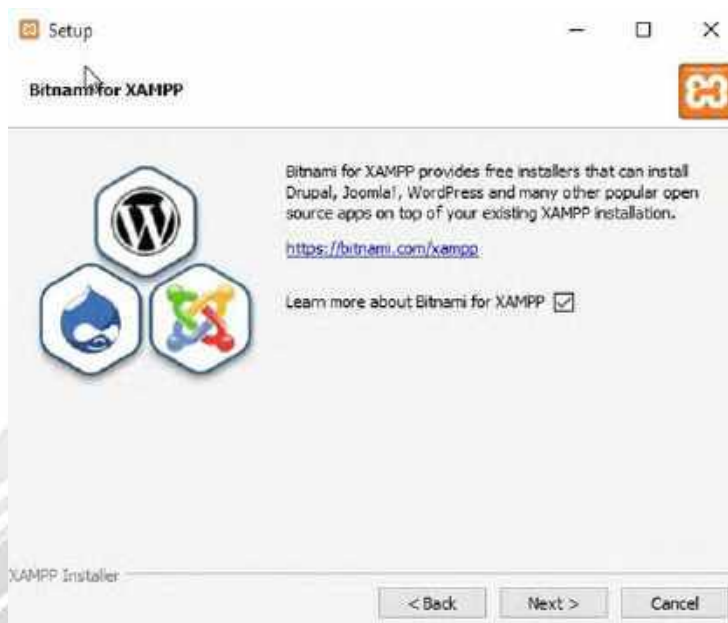 Setup
Bitnami for XAMPP
Bitnami for XAMPP provides free installers that can install
Drupal, Joomla!, WordPress and many other popular open
source apps on top of your existing XAMPP installation.
https://bitnami.com/xampp
Learn more about Bitnami for XAMPP
XAMPP Installer
< Back
Next >
Cancel